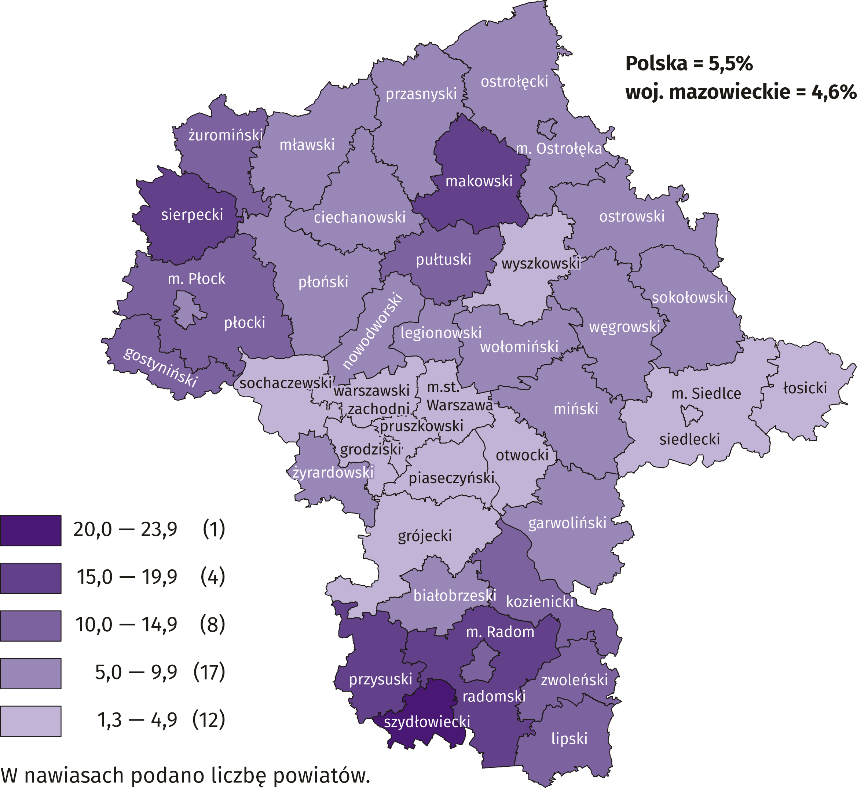 Polska = 5,5%
woj. mazowieckie = 4,6%
ostrołęcki
przasnyski
żuromiński
mławski
m. Ostrołęka
makowski
sierpecki
ciechanowski
ostrowski
pułtuski
wyszkowski
m. Płock
płoński
sokołowski
płocki
nowodworski
legionowski
węgrowski
wołomiński
gostyniński
sochaczewski
warszawski
zachodni
m.st.
Warszawa
m. Siedlce
łosicki
miński
pruszkowski
siedlecki
grodziski
otwocki
żyrardowski
piaseczyński
garwoliński
grójecki
białobrzeski
kozienicki
m. Radom
przysuski
zwoleński
radomski
szydłowiecki
lipski
20,0 — 23,9 (1)
15,0 — 19,9 (4)
10,0 — 14,9 (8)
5,0 — 9,9 (17)
1,3 — 4,9 (12)
W nawiasach podano liczbę powiatów.